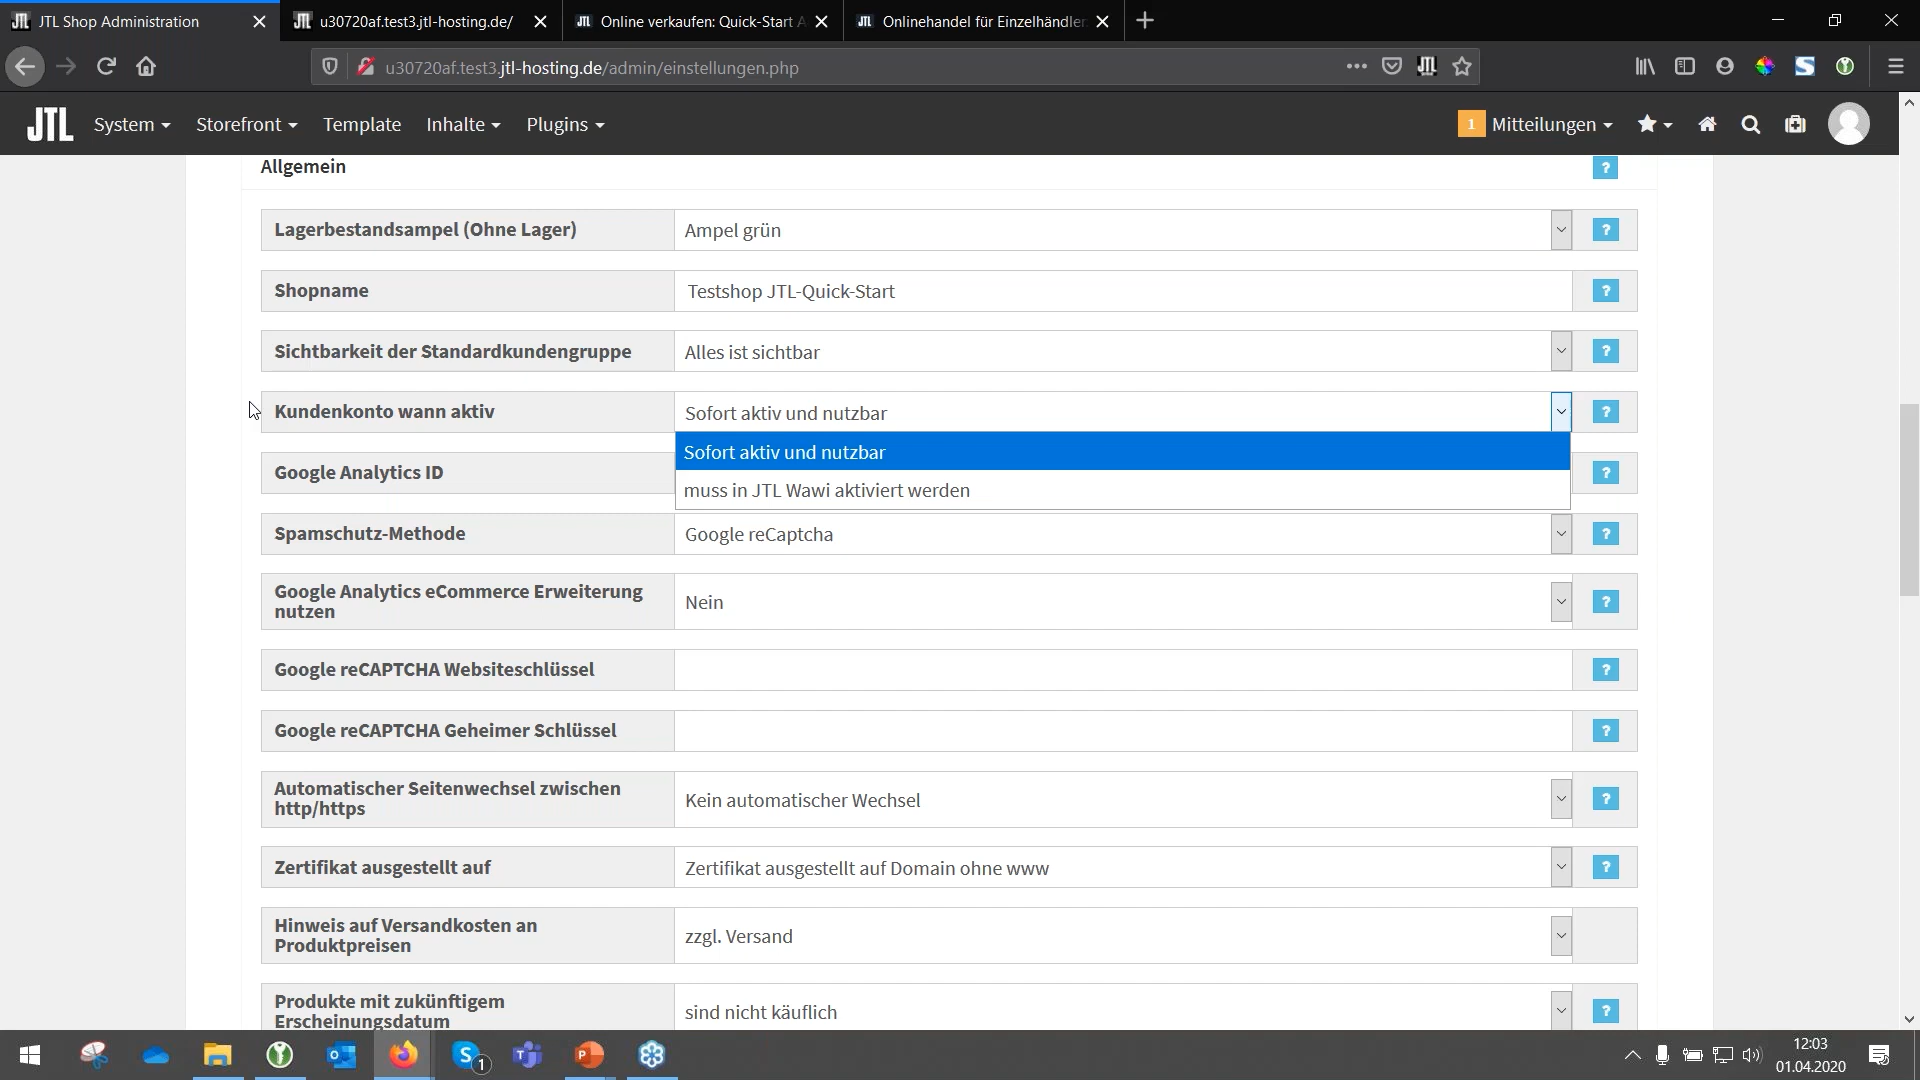 JTL Shop Administration
u30720af.test3.jtl-hosting.de/
Online verkaufen: Quick-Start A
Onlinehandel für Einzelhändler:
u30720af.test3.jtl-hosting.de/admin/einstellungen.php
JTL System Storefront Template Inhalte Plugins 1 Mitteilungen
Allgemein
?
Lagerbestandsampel (Ohne Lager) Ampel grün ?
Shopname Testshop JTL-Quick-Start ?
Sichtbarkeit der Standardkundengruppe Alles ist sichtbar ?
Kundenkonto wann aktiv Sofort aktiv und nutzbar ?
Sofort aktiv und nutzbar
Google Analytics ID ?
muss in JTL Wawi aktiviert werden
Spamschutz-Methode Google reCaptcha ?
Google Analytics eCommerce Erweiterung
nutzen
Nein ?
Google reCAPTCHA Websiteschlüssel ?
Google reCAPTCHA Geheimer Schlüssel ?
Automatischer Seitenwechsel zwischen
http/https
Kein automatischer Wechsel ?
Zertifikat ausgestellt auf Zertifikat ausgestellt auf Domain ohne www ?
Hinweis auf Versandkosten an
Produktpreisen
zzgl. Versand
Produkte mit zukünftigem
Erscheinungsdatum
sind nicht käuflich ?
1
12:03
01.04.2020